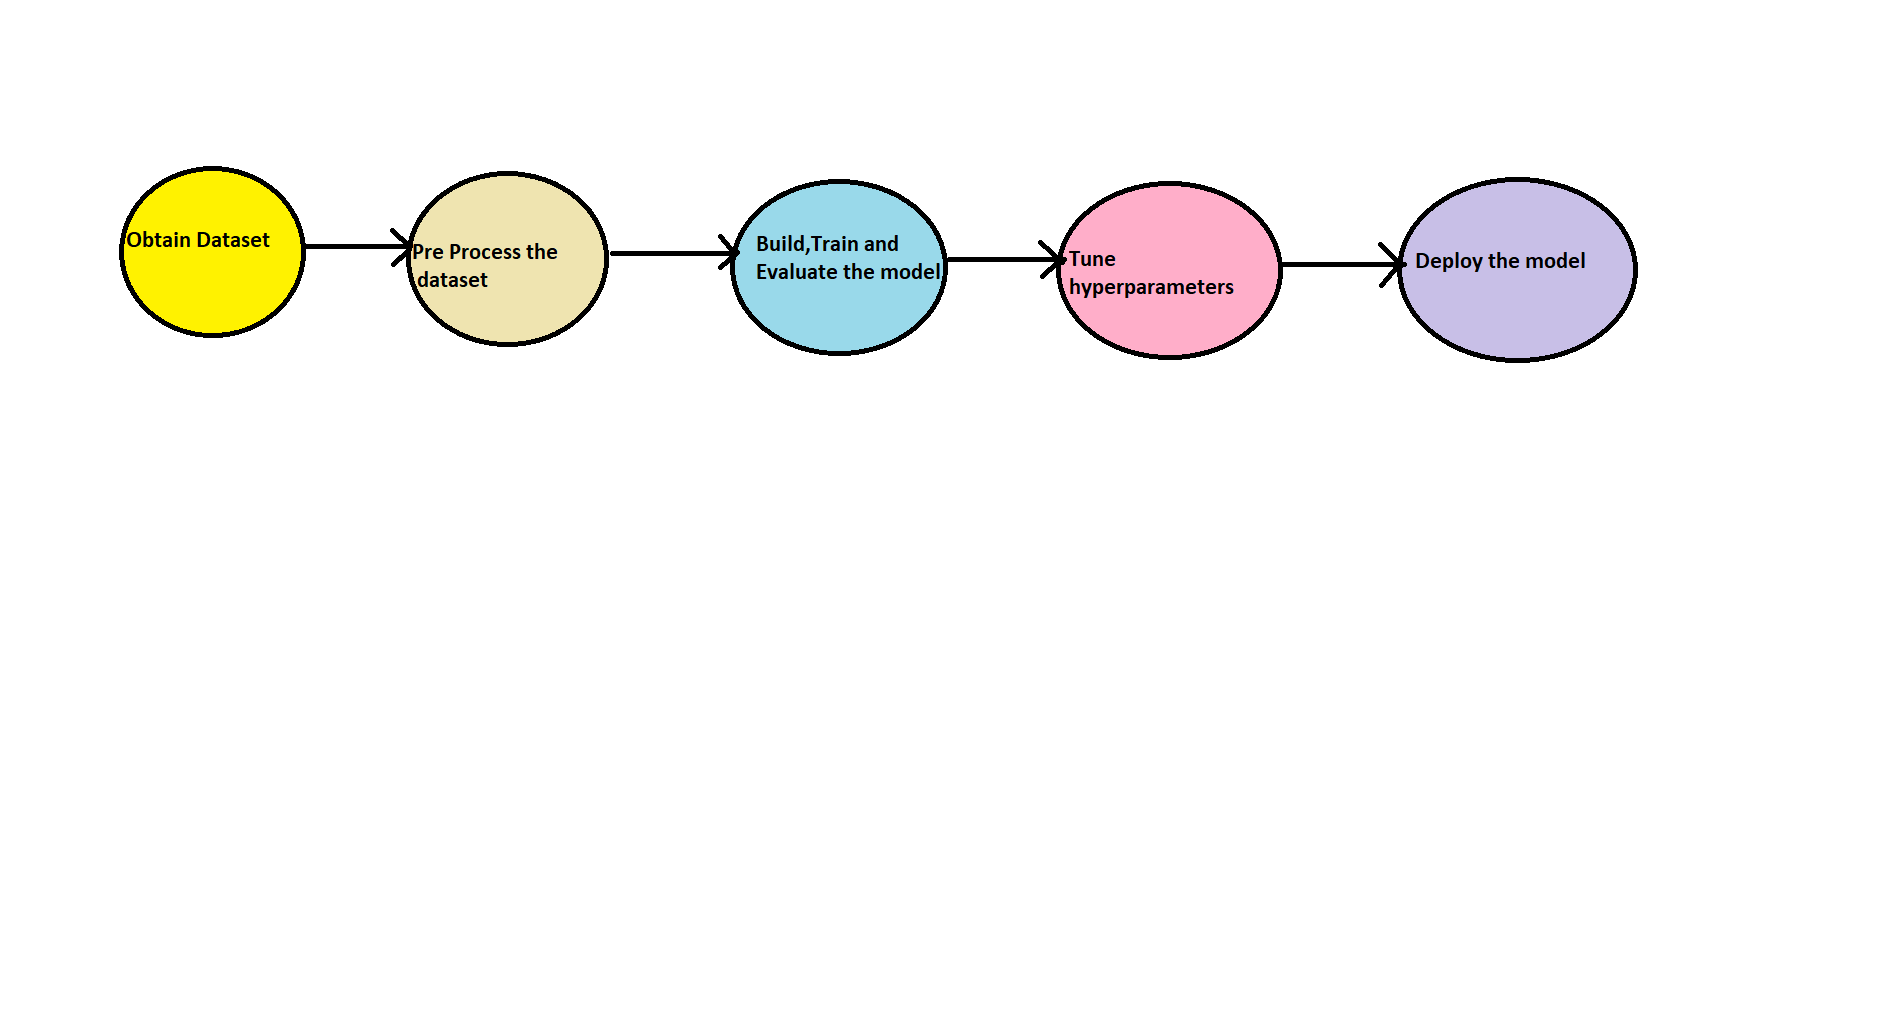 Obtain Dataset
Pre Process the
dataset
Build,Train and
Evaluate the model
Tune
hyperparameters
Deploy the model